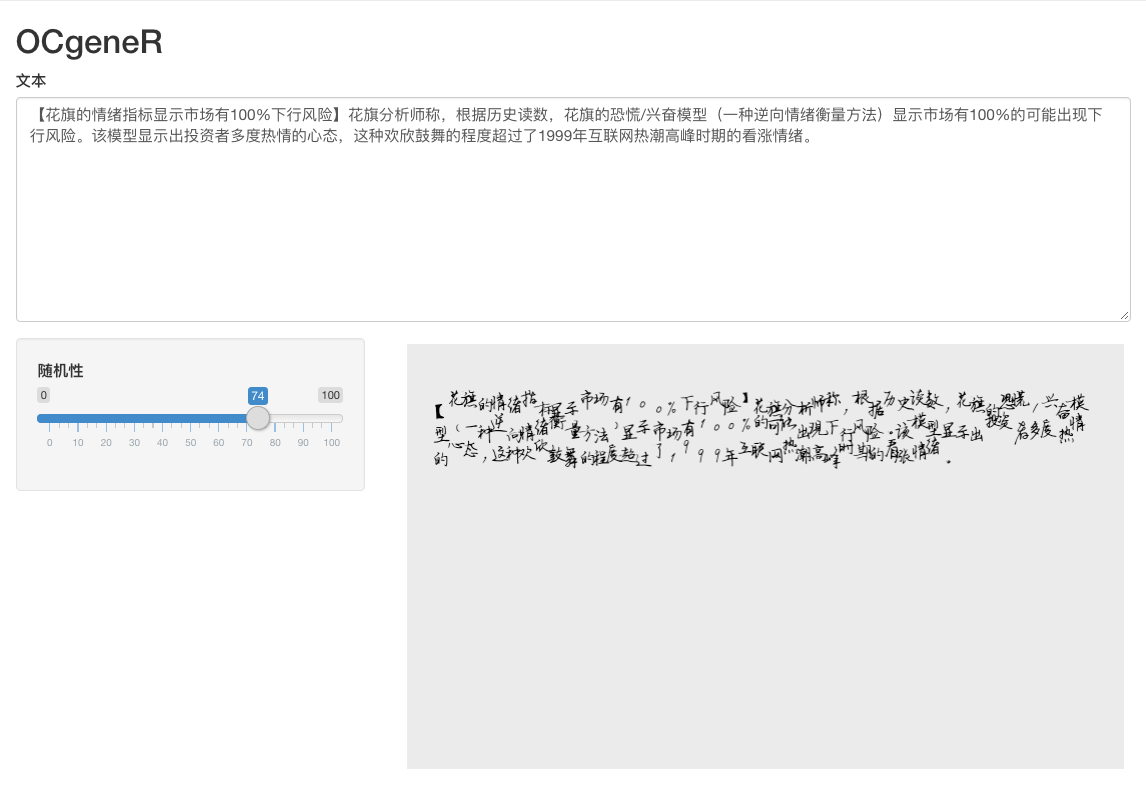 OCgeneR
文本
【花旗的情绪指标显示市场有100%下行风险】花旗分析师称，根据历史读数，花旗的恐慌/兴奋模型（一种逆向情绪衡量方法）显示市场有100%的可能出现下
行风险。该模型显示出投资者多度热情的心态，这种欢欣鼓舞的程度超过了1999年互联网热潮高峰时期的看涨情绪。
随机性
0 74 100
0 10 20 30 40 50 60 70 80 90 100
【花旗的情绪指标显示市场有100%下行风险】花旗分析师称，根据历史读数，花旗的恐慌/兴奋模
型（一种逆向情绪衡量方法）显示市场有100%的可能出现下行风险。该模型显示出投资者多度热情
的心态，这种欢欣鼓舞的程度超过了1999年互联网热潮高峰时期的看涨情绪。